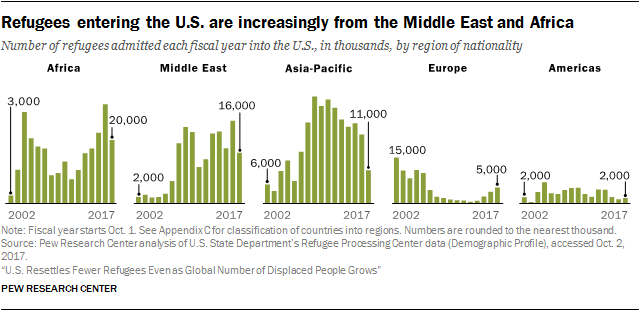 Refugees entering the U.S. are increasingly from the Middle East and Africa
Number of refugees admitted each fiscal year into the U.S., in thousands, by region of nationality
Africa Middle East Asia-Pacific Europe Americas
3,000 20,000 2,000 16,000 6,000 11,000 15,000 5,000 2,000 2,000
2002 2017 2002 2017 2002 2017 2002 2017 2002 2017
Note: Fiscal year starts Oct. 1. See Appendix C for classification of countries into regions. Numbers are rounded to the nearest thousand.
Source: Pew Research Center analysis of U.S. State Department's Refugee Processing Center data (Demographic Profile), accessed Oct. 2,
2017.
"U.S. Resettles Fewer Refugees Even as Global Number of Displaced People Grows"
PEW RESEARCH CENTER